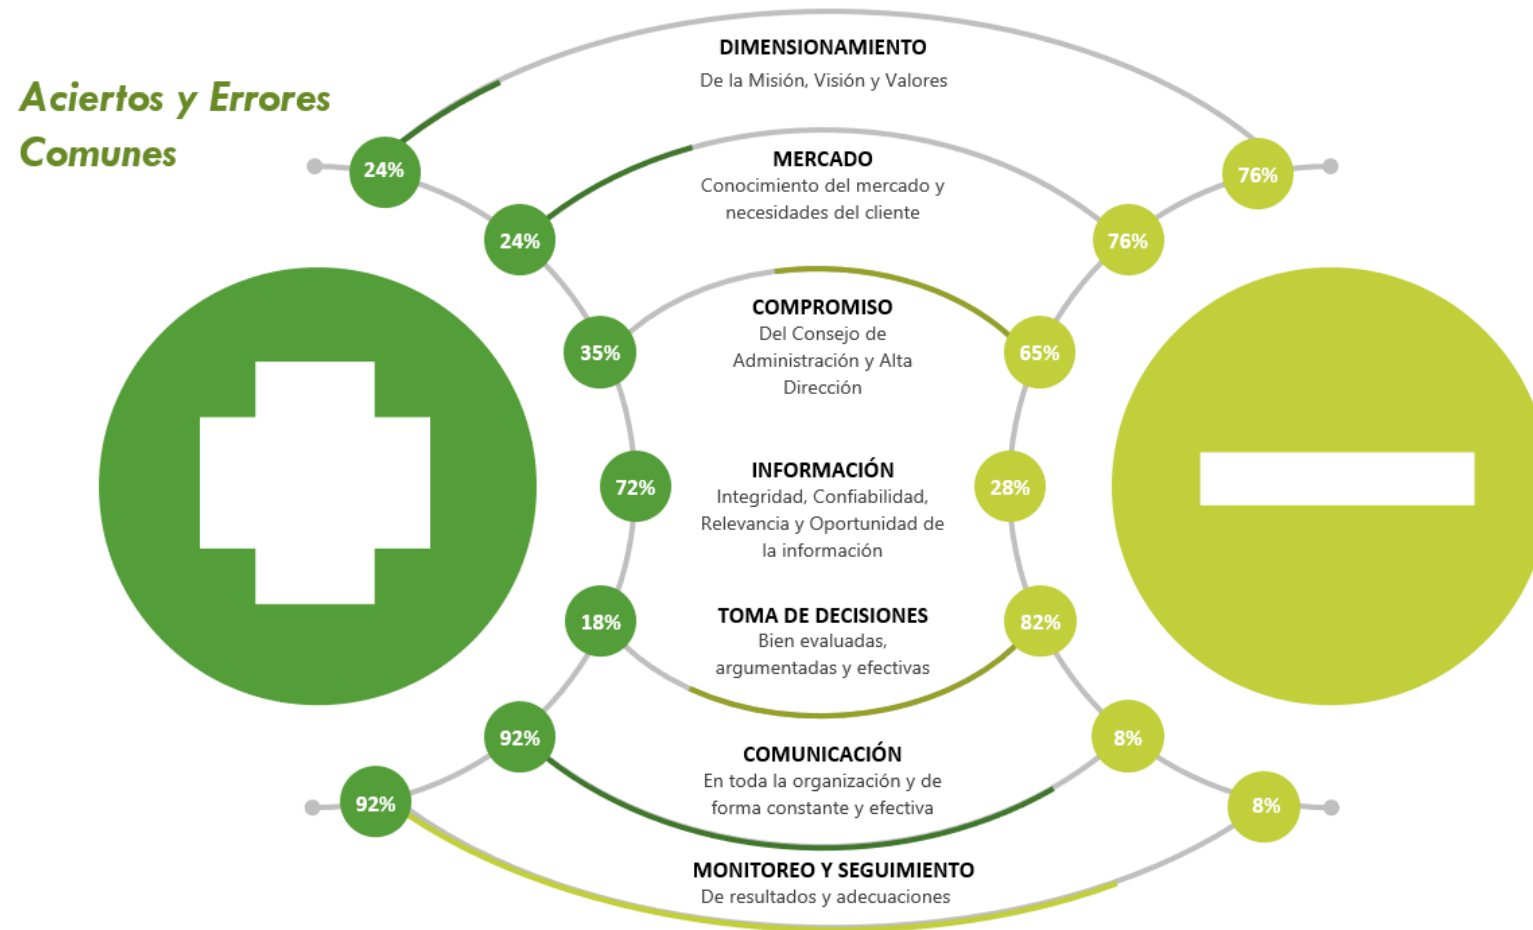 Aciertos y Errores
Comunes
DIMENSIONAMIENTO
De la Misión, Visión y Valores
24%
76%
MERCADO
Conocimiento del mercado y
necesidades del cliente
24%
76%
COMPROMISO
Del Consejo de
Administración y Alta
Dirección
35%
65%
INFORMACIÓN
Integridad, Confiabilidad,
Relevancia y Oportunidad de
la información
72%
28%
TOMA DE DECISIONES
Bien evaluadas,
argumentadas y efectivas
18%
82%
COMUNICACIÓN
En toda la organización y de
forma constante y efectiva
92%
8%
MONITOREO Y SEGUIMIENTO
De resultados y adecuaciones
92%
8%